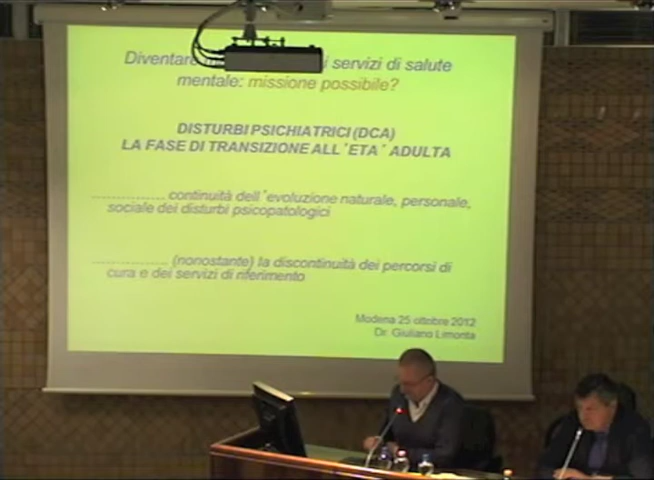 Diventare i servizi di salute
mentale: missione possibile?
DISTURBI PSICHIATRICI (DCA)
LA FASE DI TRANSIZIONE ALL´ETA´ ADULTA
................ continuità dell´evoluzione naturale, personale,
sociale dei disturbi psicopatologici
................ (nonostante) la discontinuità dei percorsi di
cura e dei servizi di riferimento
Modena 25 ottobre 2012
Dr. Giuliano Limonta